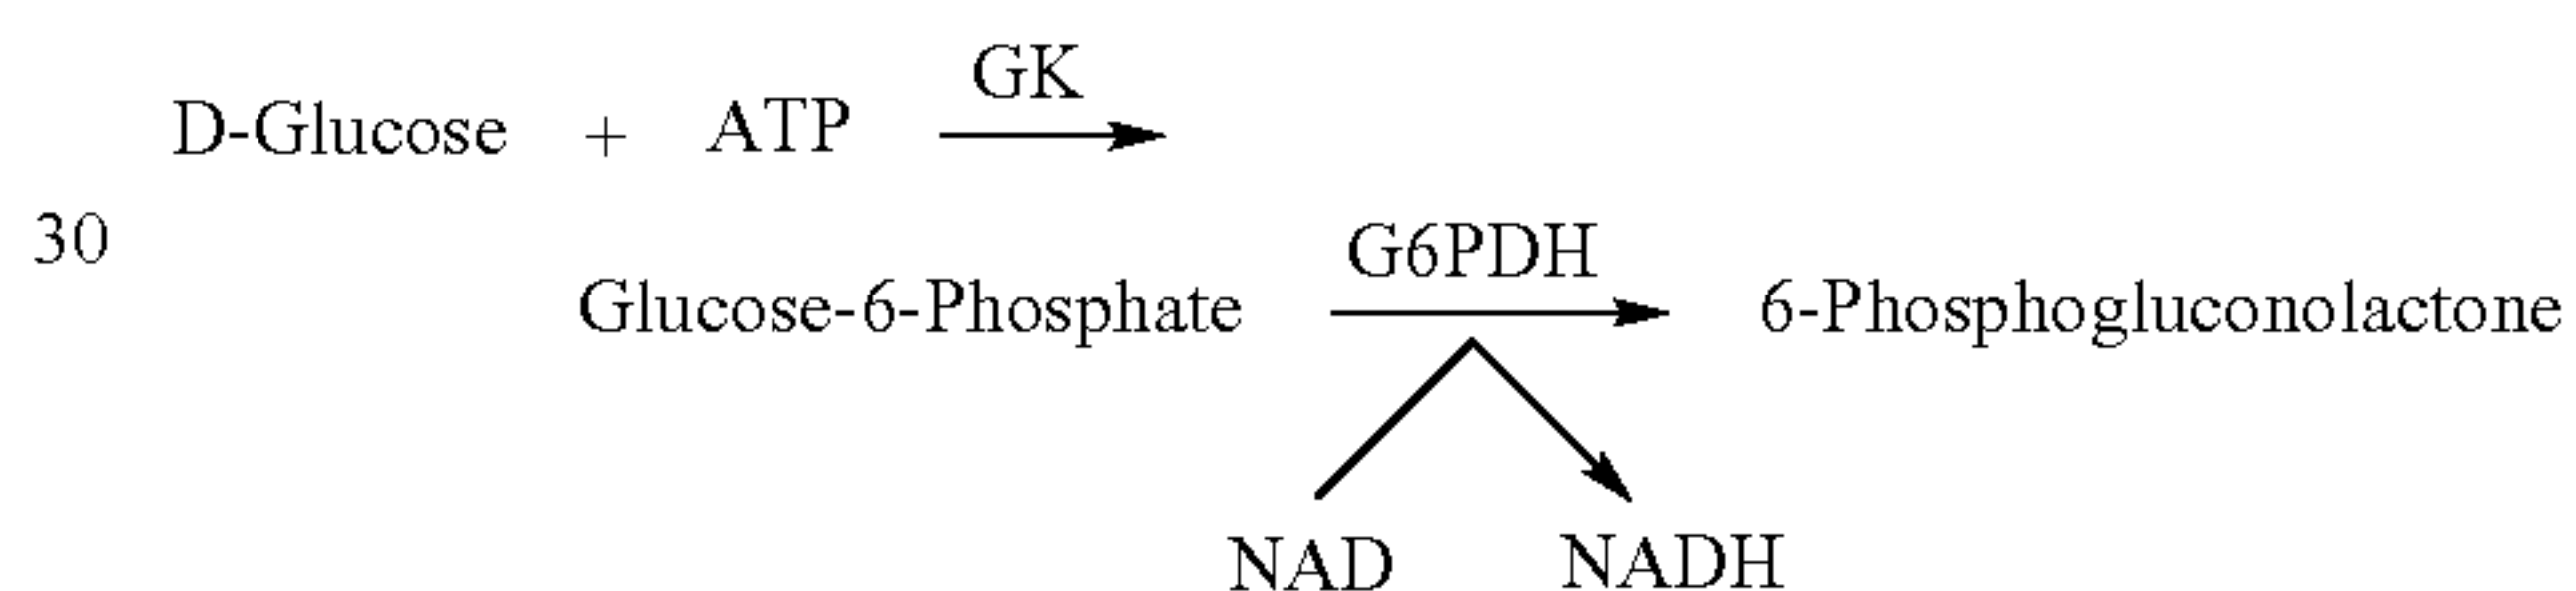 GK
D-Glucose + ATP
30
G6PDH
Glucose-6-Phosphate 6-Phosphogluconolactone
NAD NADH